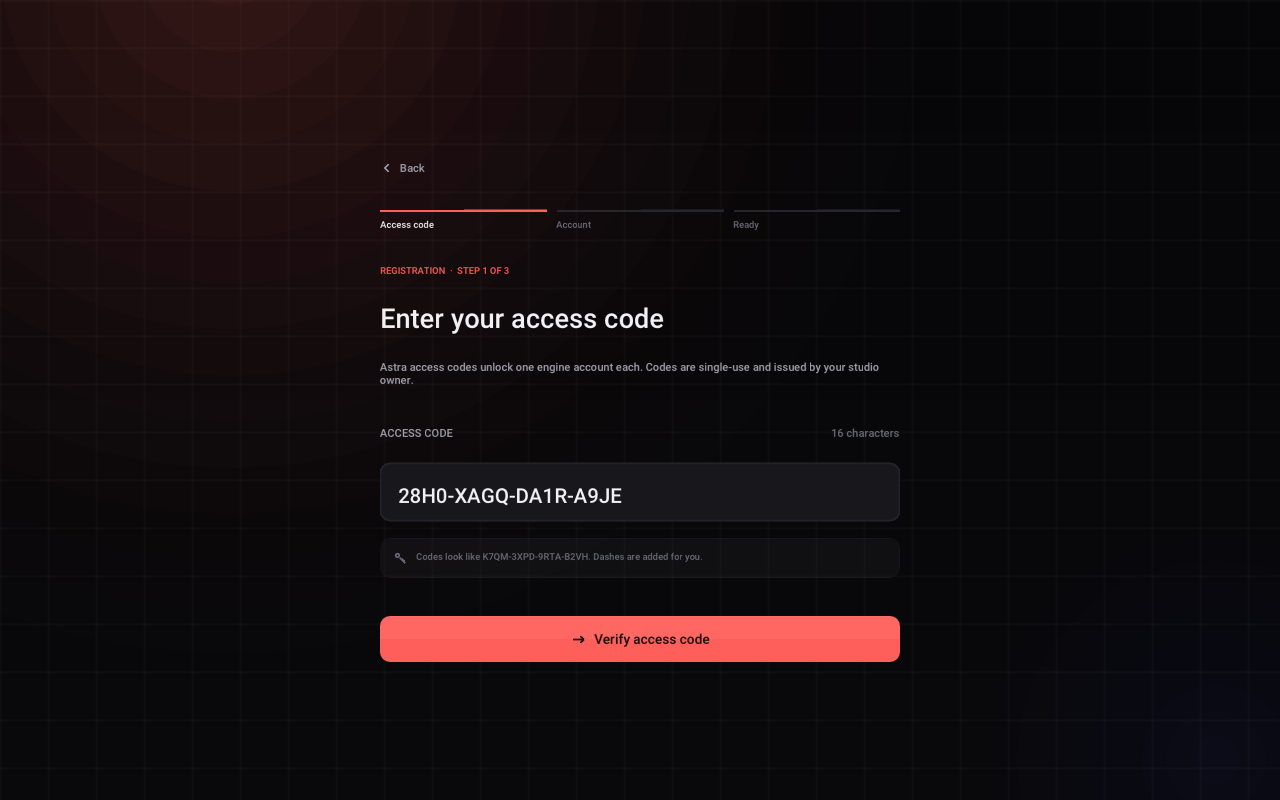 Back
Access code
Account
Ready
REGISTRATION · STEP 1 OF 3
Enter your access code
Astra access codes unlock one engine account each. Codes are single-use and issued by your studio
owner.
ACCESS CODE
16 characters
28H0-XAGQ-DA1R-A9JE
Codes look like K7QM-3XPD-9RTA-B2VH. Dashes are added for you.
Verify access code